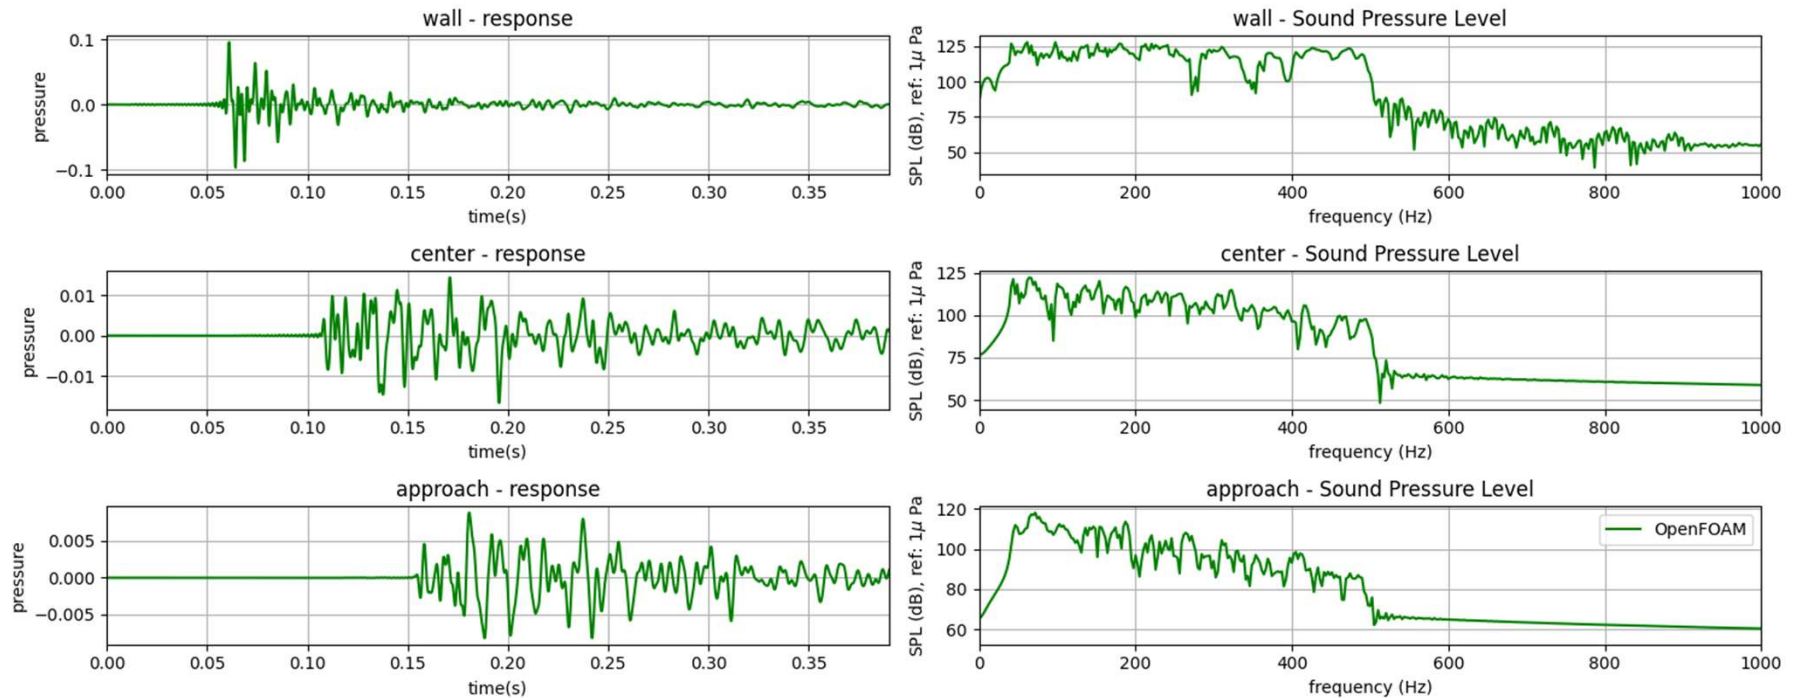 wall - response
0.1
0.0
−0.1
pressure
0.00 0.05 0.10 0.15 0.20 0.25 0.30 0.35
time(s)
wall - Sound Pressure Level
125
100
75
50
SPL (dB), ref: 1μ Pa
0 200 400 600 800 1000
frequency (Hz)
center - response
0.01
0.00
−0.01
pressure
0.00 0.05 0.10 0.15 0.20 0.25 0.30 0.35
time(s)
center - Sound Pressure Level
125
100
75
50
SPL (dB), ref: 1μ Pa
0 200 400 600 800 1000
frequency (Hz)
approach - response
0.005
0.000
−0.005
pressure
0.00 0.05 0.10 0.15 0.20 0.25 0.30 0.35
time(s)
approach - Sound Pressure Level
120
100
80
60
SPL (dB), ref: 1μ Pa
OpenFOAM
0 200 400 600 800 1000
frequency (Hz)